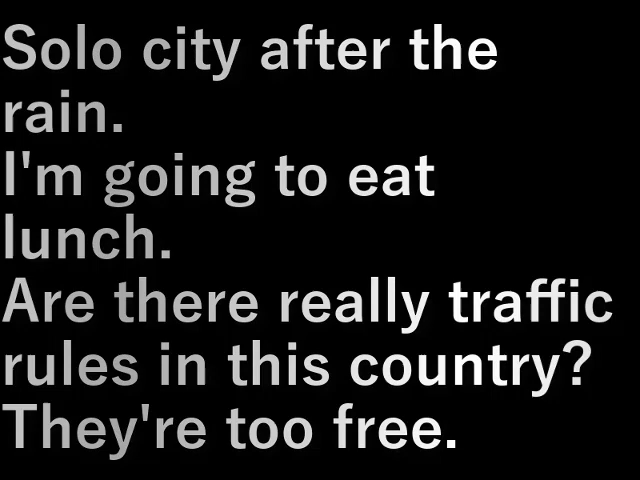 Solo city after the
rain.
I'm going to eat
lunch.
Are there really traffic
rules in this country?
They're too free.